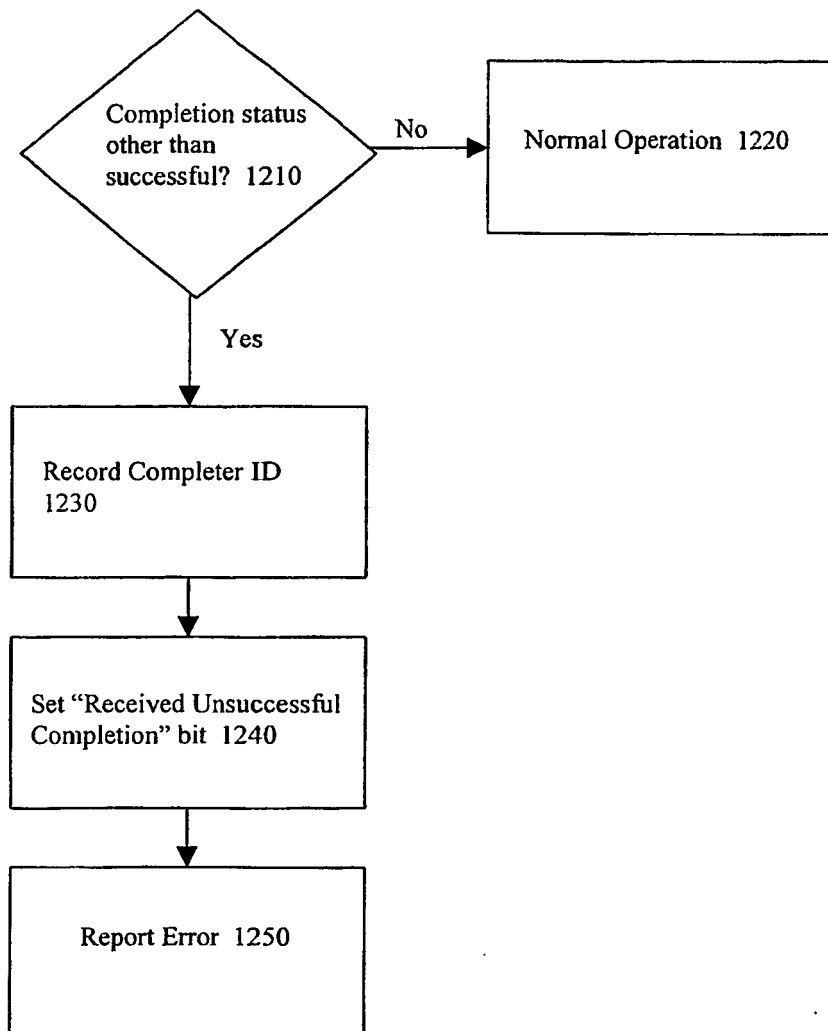 Completion status
other than
successful? 1210
No
Normal Operation 1220
Yes
Record Completer ID
1230
Set “Received Unsuccessful
Completion” bit 1240
Report Error 1250